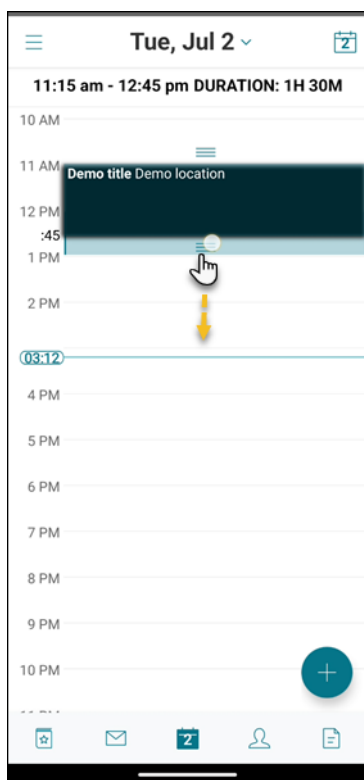 Tue, Jul 2
2
11:15 am - 12:45 pm DURATION: 1H 30M
10 AM
11 AM
Demo title Demo location
12 PM
:45
1 PM
2 PM
03:12
4 PM
5 PM
6 PM
7 PM
8 PM
9 PM
10 PM
2